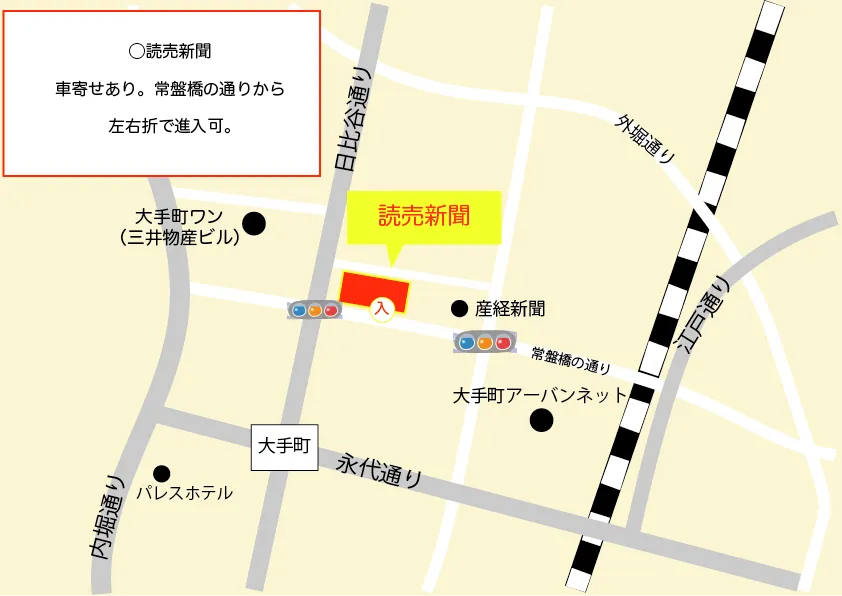 ○読売新聞
車寄せあり。常盤橋の通りから
左右折で進入可。
日比谷通り
外堀通り
大手町ワン
(三井物産ビル)
読売新聞
入
産経新聞
江戸通り
常盤橋の通り
大手町アーバンネット
大手町
永代通り
パレスホテル
内堀通り